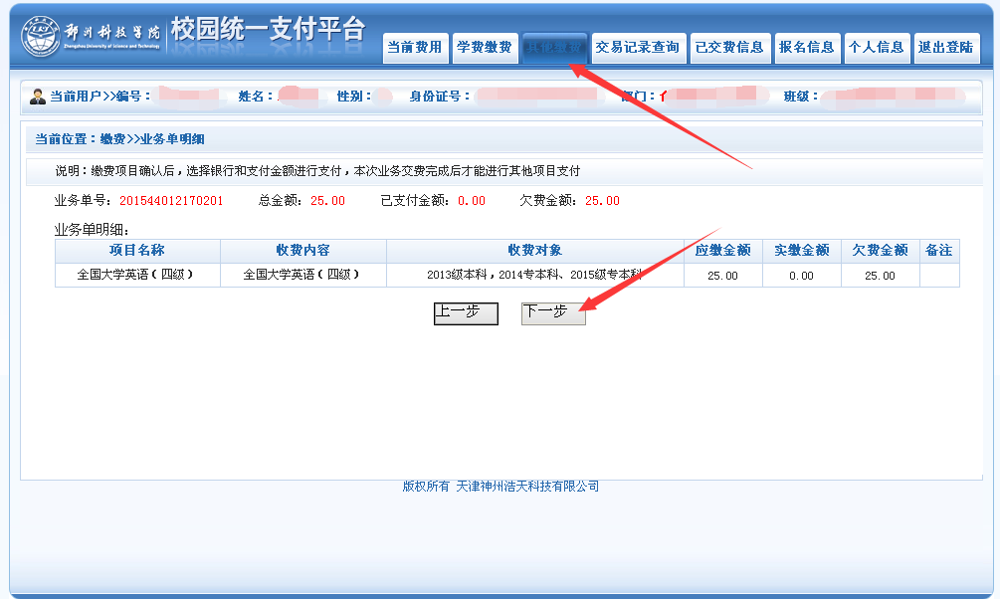 郑州科技学院
Zhengzhou University of Science and Technology
校园统一支付平台
当前费用 学费缴费 其他缴费 交易记录查询 已交费信息 报名信息 个人信息 退出登陆
当前用户>>编号： 姓名： 性别： 身份证号： 部门： 班级：
当前位置：缴费>>业务单明细
说明：缴费项目确认后，选择银行和支付金额进行支付，本次业务交费完成后才能进行其他项目支付
业务单号：201544012170201 总金额：25.00 已支付金额：0.00 欠费金额：25.00
业务单明细:
项目名称 收费内容 收费对象 应缴金额 实缴金额 欠费金额 备注
全国大学英语（四级） 全国大学英语（四级） 2013级本科，2014专本科、2015级专本科 25.00 0.00 25.00
上一步 下一步
版权所有 天津神州浩天科技有限公司